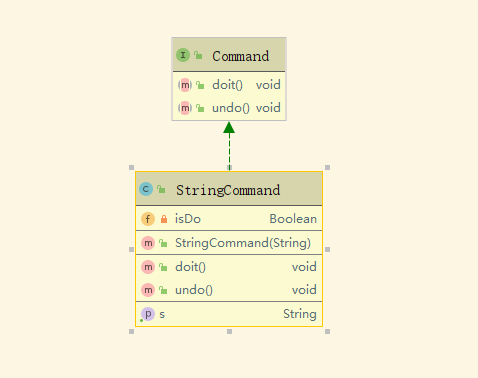 I Command
m doit() void
m undo() void
C StringCommand
f isDo Boolean
m StringCommand(String)
m doit() void
m undo() void
p s String